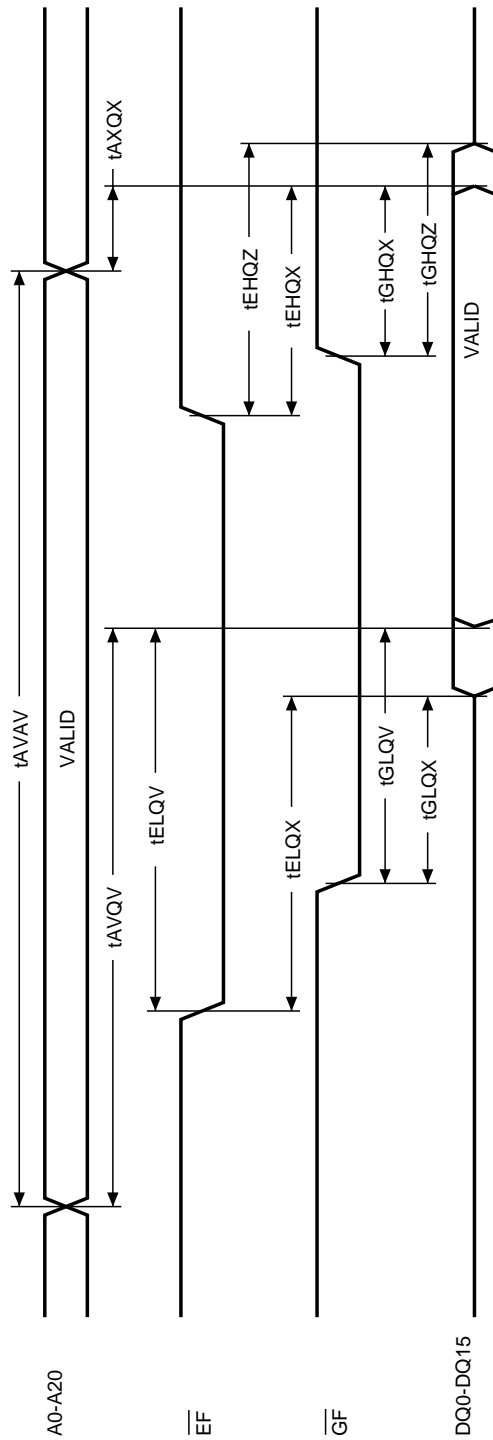 A0-A20
tAVAV
VALID
tAVQV
tAXQX
EF
tELQV
tELQX
tEHQZ
tEHQX
GF
tGLQV
tGLQX
tGHQX
tGHQZ
DQ0-DQ15
VALID